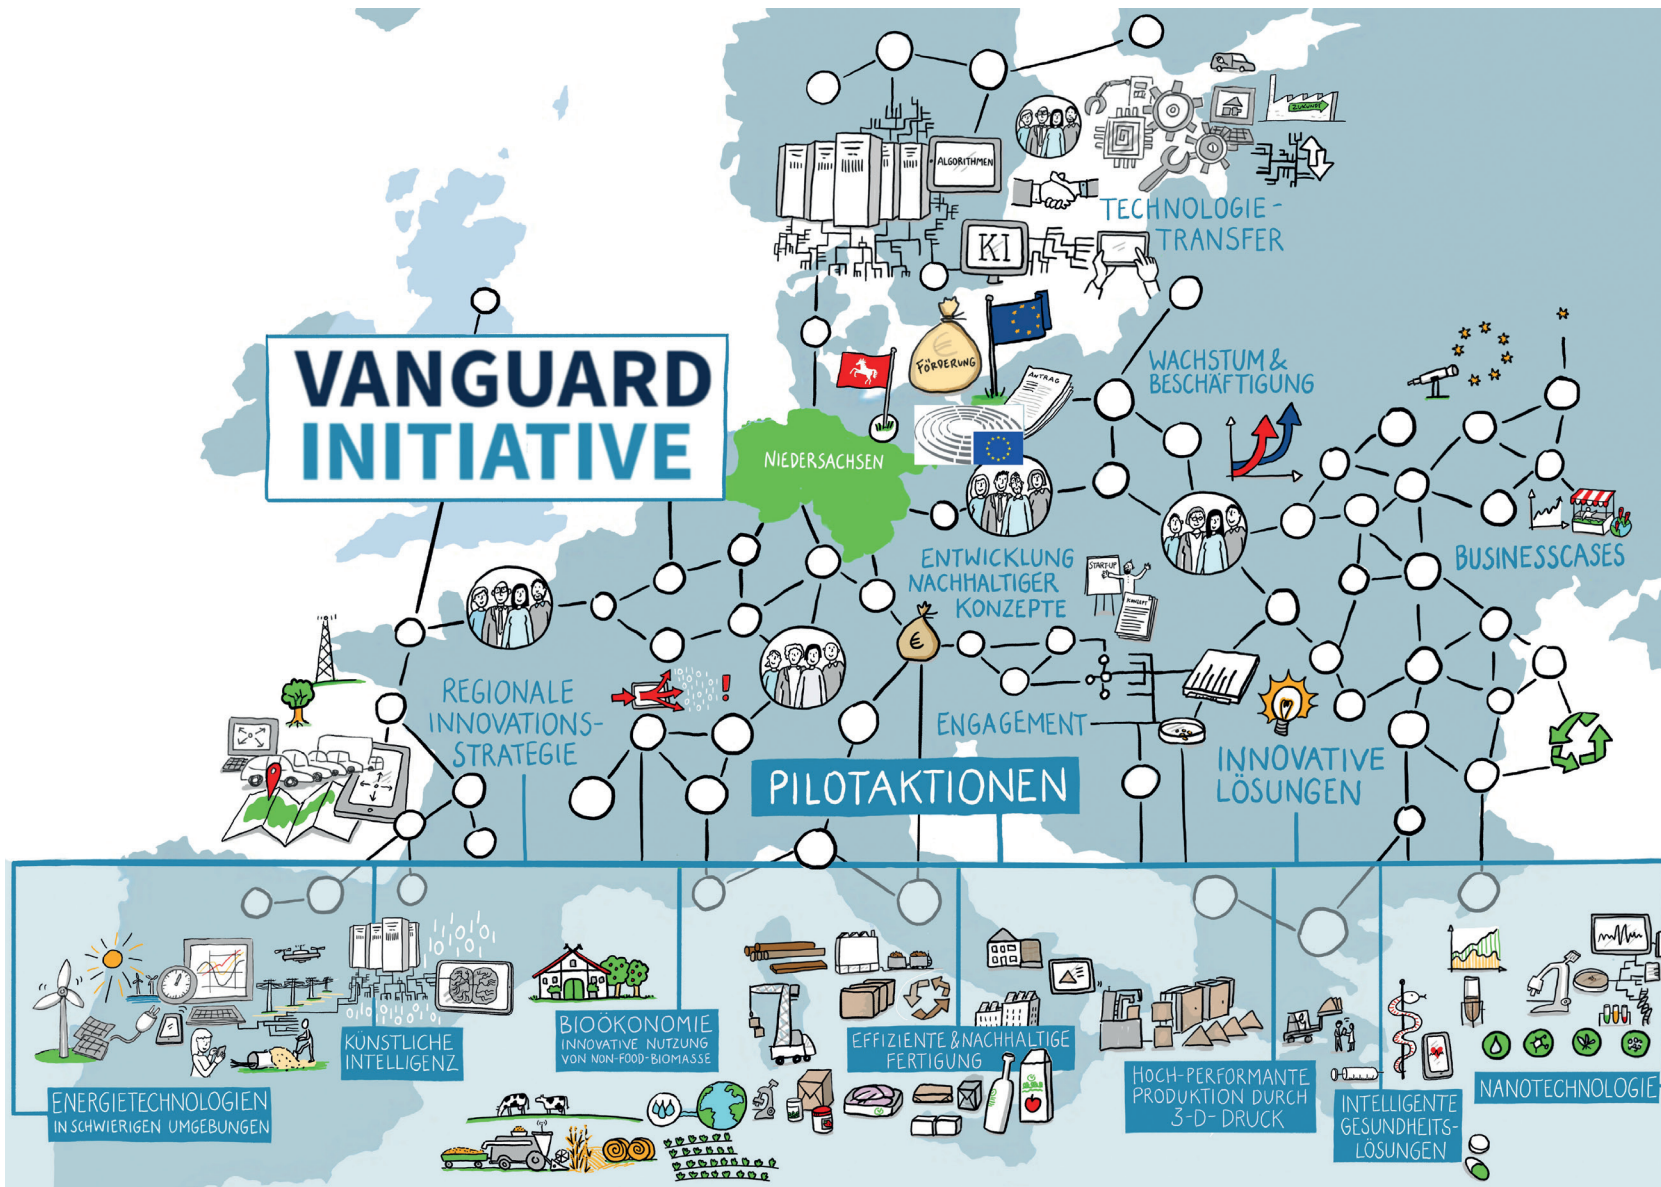 ZUKUNFT
ALGORITHMEN
TECHNOLOGIE-
TRANSFER
KI
FÖRDERUNG
ANTRAG
VANGUARD
INITIATIVE
WACHSTUM &
BESCHÄFTIGUNG
NIEDERSACHSEN
BUSINESSCASES
ENTWICKLUNG
NACHHALTIGER
KONZEPTE
START-UP
KONZEPT
€
REGIONALE
INNOVATIONS-
STRATEGIE
ENGAGEMENT
INNOVATIVE
LÖSUNGEN
PILOTAKTIONEN
ENERGIETECHNOLOGIEN
IN SCHWIERIGEN UMGEBUNGEN
KÜNSTLICHE
INTELLIGENZ
BIOÖKONOMIE
INNOVATIVE NUTZUNG
VON NON-FOOD-BIOMASSE
EFFIZIENTE & NACHHALTIGE
FERTIGUNG
HOCH-PERFORMANTE
PRODUKTION DURCH
3-D-DRUCK
INTELLIGENTE
GESUNDHEITS-
LÖSUNGEN
NANOTECHNOLOGIE